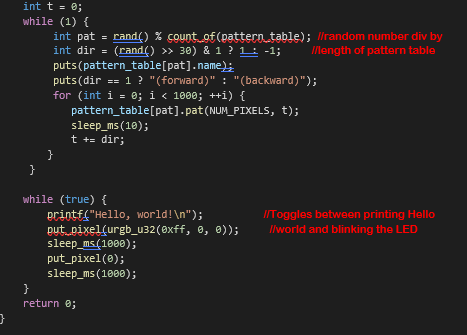 int t = 0;
while (1) {
int pat = rand() % count_of(pattern_table); //random number div by
int dir = (rand() >> 30) & 1 ? 1 : -1; //length of pattern table
puts(pattern_table[pat].name);
puts(dir == 1 ? "(forward)" : "(backward)");
for (int i = 0; i < 1000; ++i) {
pattern_table[pat].pat(NUM_PIXELS, t);
sleep_ms(10);
t += dir;
}
}
while (true) {
printf("Hello, world!\n"); //Toggles between printing Hello
put_pixel(urgb_u32(0xff, 0, 0)); //world and blinking the LED
sleep_ms(1000);
put_pixel(0);
sleep_ms(1000);
}
return 0;
}